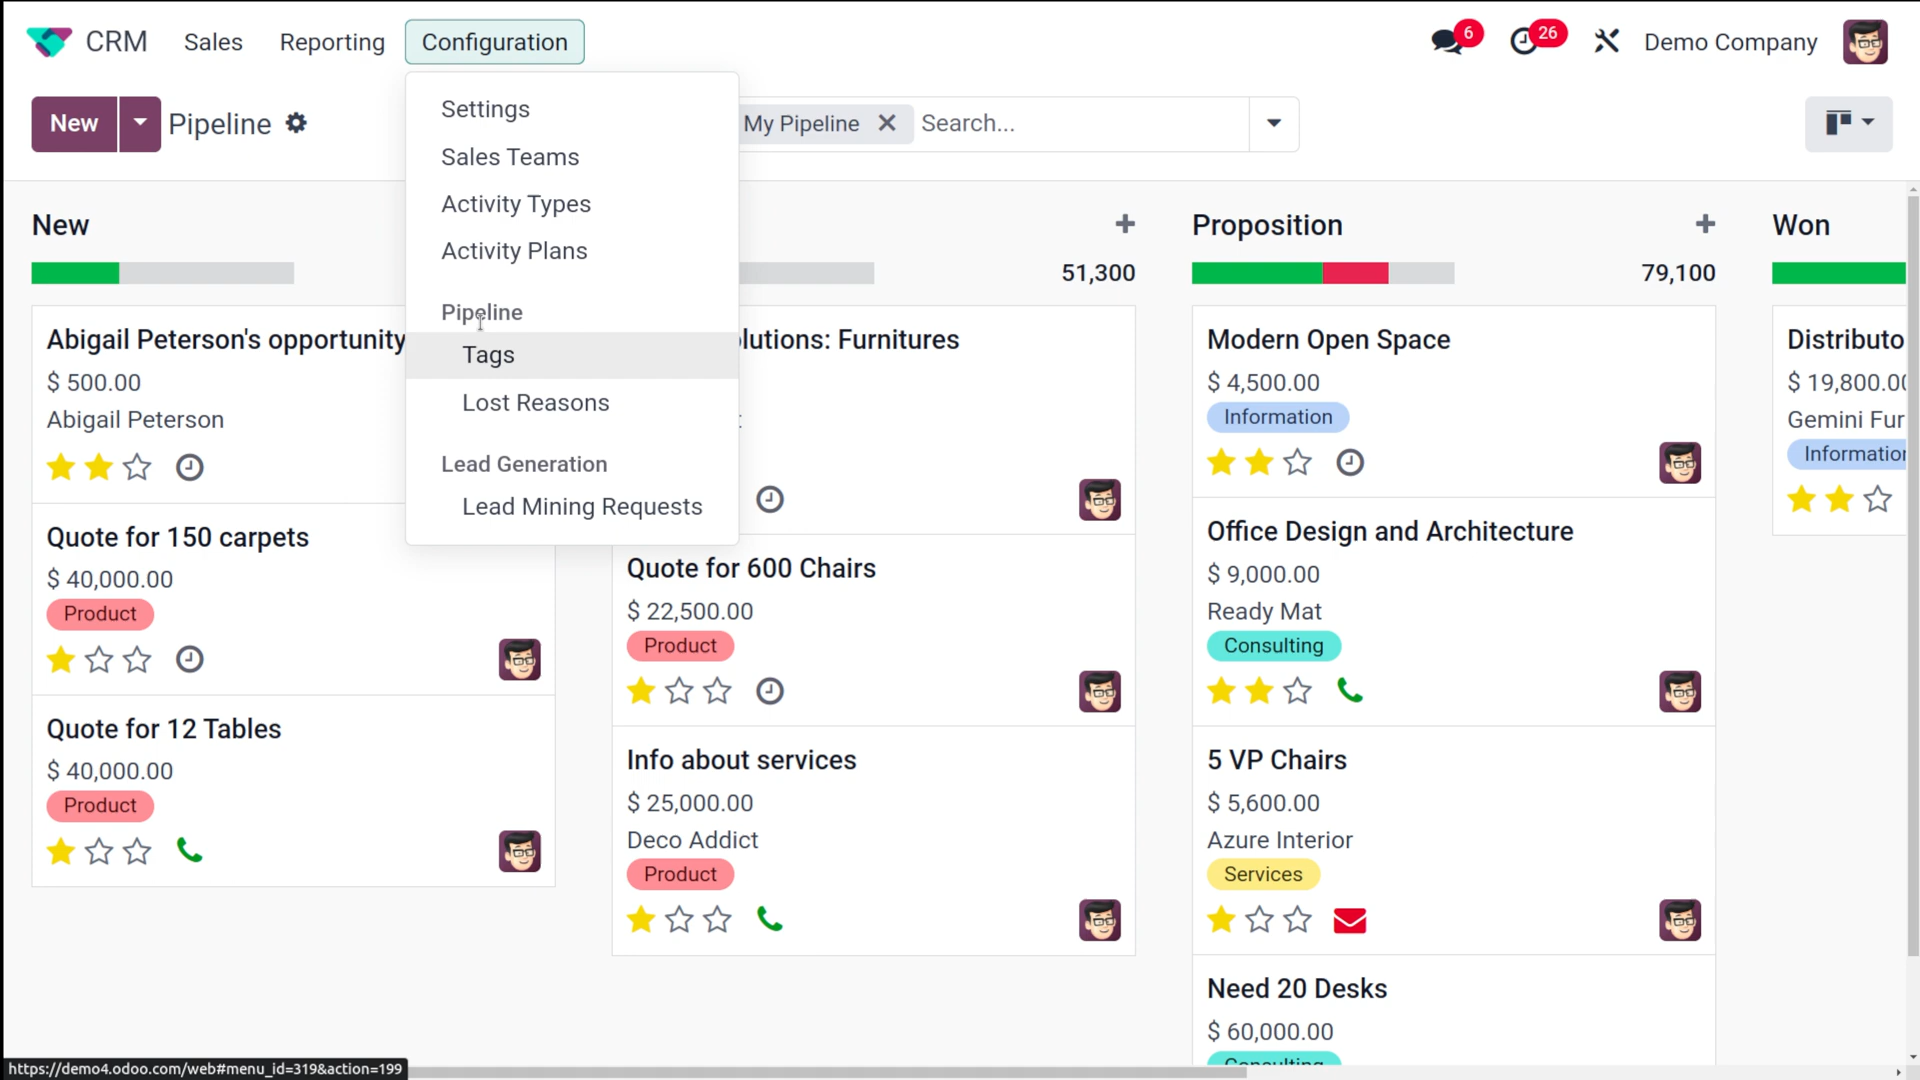 CRM Sales Reporting Configuration 6 26 Demo Company
New Pipeline My Pipeline Search...
Settings
Sales Teams
Activity Types
Activity Plans
Pipeline
Tags
Lost Reasons
Lead Generation
Lead Mining Requests
New
Abigail Peterson's opportunity
$ 500.00
Abigail Peterson
Quote for 150 carpets
$ 40,000.00
Product
Quote for 12 Tables
$ 40,000.00
Product
51,300
lutions: Furnitures
Quote for 600 Chairs
$ 22,500.00
Product
Info about services
$ 25,000.00
Deco Addict
Product
Proposition
79,100
Modern Open Space
$ 4,500.00
Information
Office Design and Architecture
$ 9,000.00
Ready Mat
Consulting
5 VP Chairs
$ 5,600.00
Azure Interior
Services
Need 20 Desks
$ 60,000.00
Consulting
Won
Distributo
$ 19,800.00
Gemini Fur
Information
https://demo4.odoo.com/web#menu_id=319&action=199